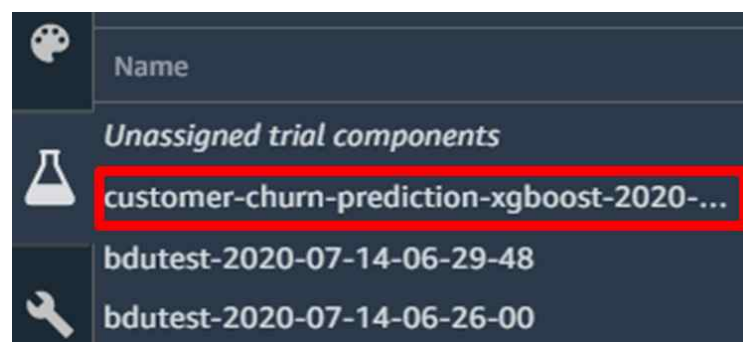 Name
Unassigned trial components
customer-churn-prediction-xgboost-2020-...
bdutest-2020-07-14-06-29-48
bdutest-2020-07-14-06-26-00